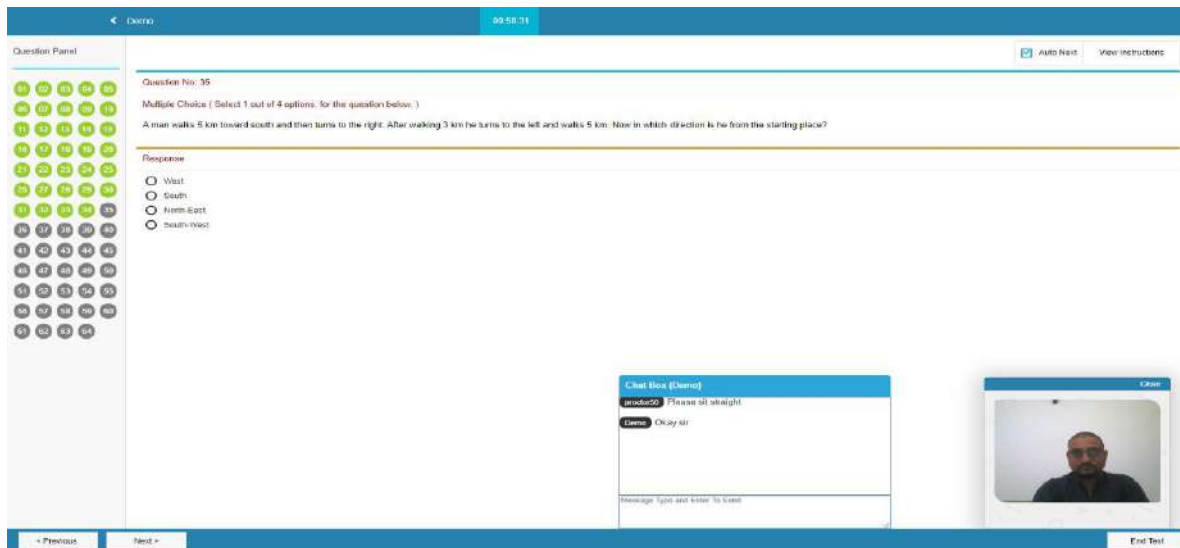 Demo
00:58:31
Question Panel
Auto Next
View Instructions
01 02 03 04 05
06 07 08 09 10
11 12 13 14 15
16 17 18 19 20
21 22 23 24 25
26 27 28 29 30
31 32 33 34 35
36 37 38 39 40
41 42 43 44 45
46 47 48 49 50
51 52 53 54 55
56 57 58 59 60
61 62 63 64
Question No: 35
Multiple Choice ( Select 1 out of 4 options, for the question below. )
A man walks 5 km toward south and then turns to the right. After walking 3 km he turns to the left and walks 5 km. Now in which direction is he from the starting place?
Response
West
South
North-East
South-West
Chat Box (Demo)
proctor50 Please sit straight
Demo Okay sir
Message Type and Enter To Send
Close
< Previous
Next >
End Test